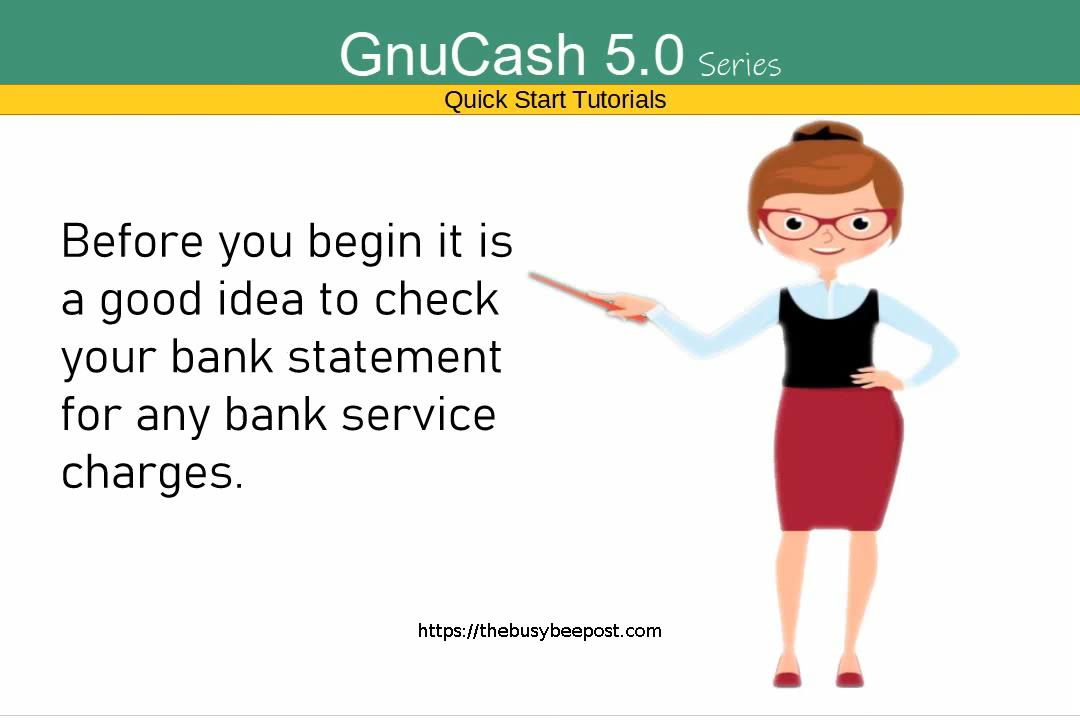 GnuCash 5.0 Series
Quick Start Tutorials
Before you begin it is
a good idea to check
your bank statement
for any bank service
charges.
https://thebusybeepost.com